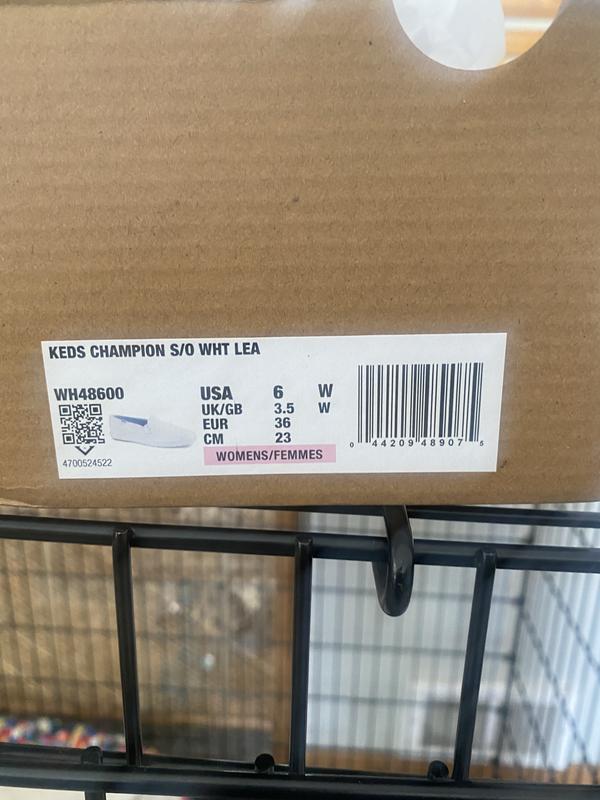 KEDS CHAMPION S/O WHT LEA
WH48600
4700524522
USA 6 W
UK/GB 3.5 W
EUR 36
CM 23
WOMENS/FEMMES
0 44209 48907 5